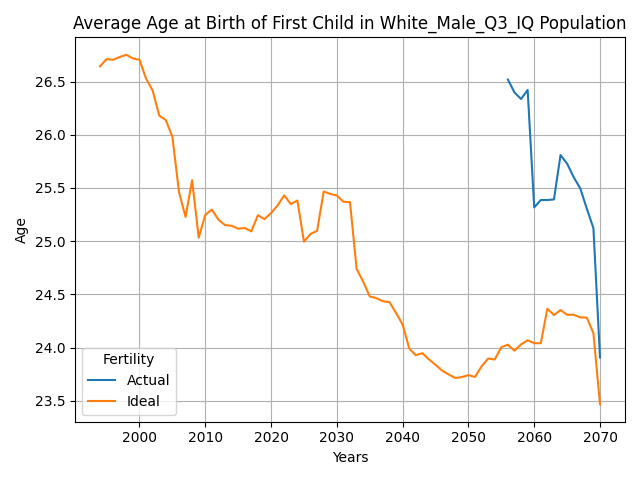 Average Age at Birth of First Child in White_Male_Q3_IQ Population
Age
26.5
26.0
25.5
25.0
24.5
24.0
23.5
Fertility
Actual
Ideal
2000 2010 2020 2030 2040 2050 2060 2070
Years